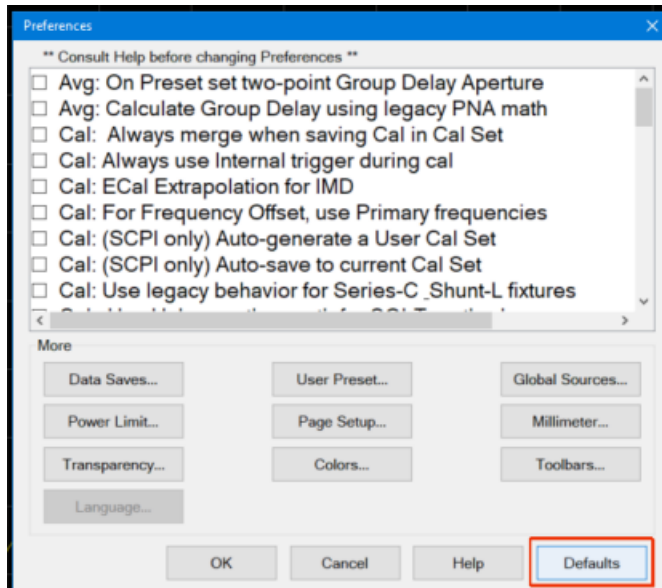 Preferences
** Consult Help before changing Preferences **
Avg: On Preset set two-point Group Delay Aperture
Avg: Calculate Group Delay using legacy PNA math
Cal: Always merge when saving Cal in Cal Set
Cal: Always use Internal trigger during cal
Cal: ECal Extrapolation for IMD
Cal: For Frequency Offset, use Primary frequencies
Cal: (SCPI only) Auto-generate a User Cal Set
Cal: (SCPI only) Auto-save to current Cal Set
Cal: Use legacy behavior for Series-C _Shunt-L fixtures
More
Data Saves... User Preset... Global Sources...
Power Limit... Page Setup... Millimeter...
Transparency... Colors... Toolbars...
Language...
OK Cancel Help Defaults